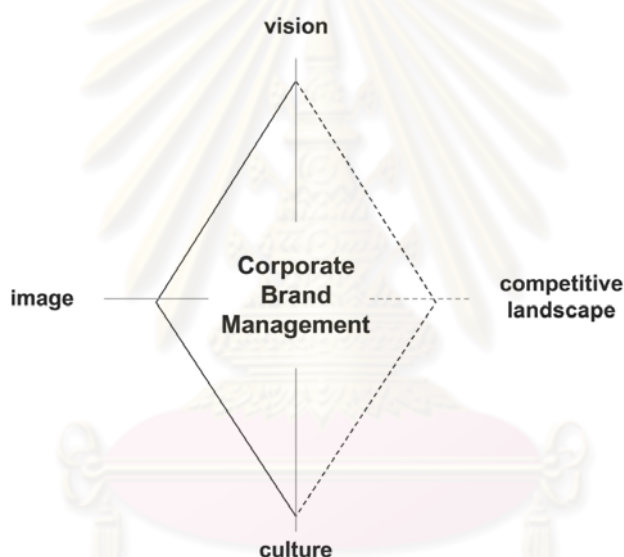 vision
Corporate
Brand
Management
image
competitive
landscape
culture